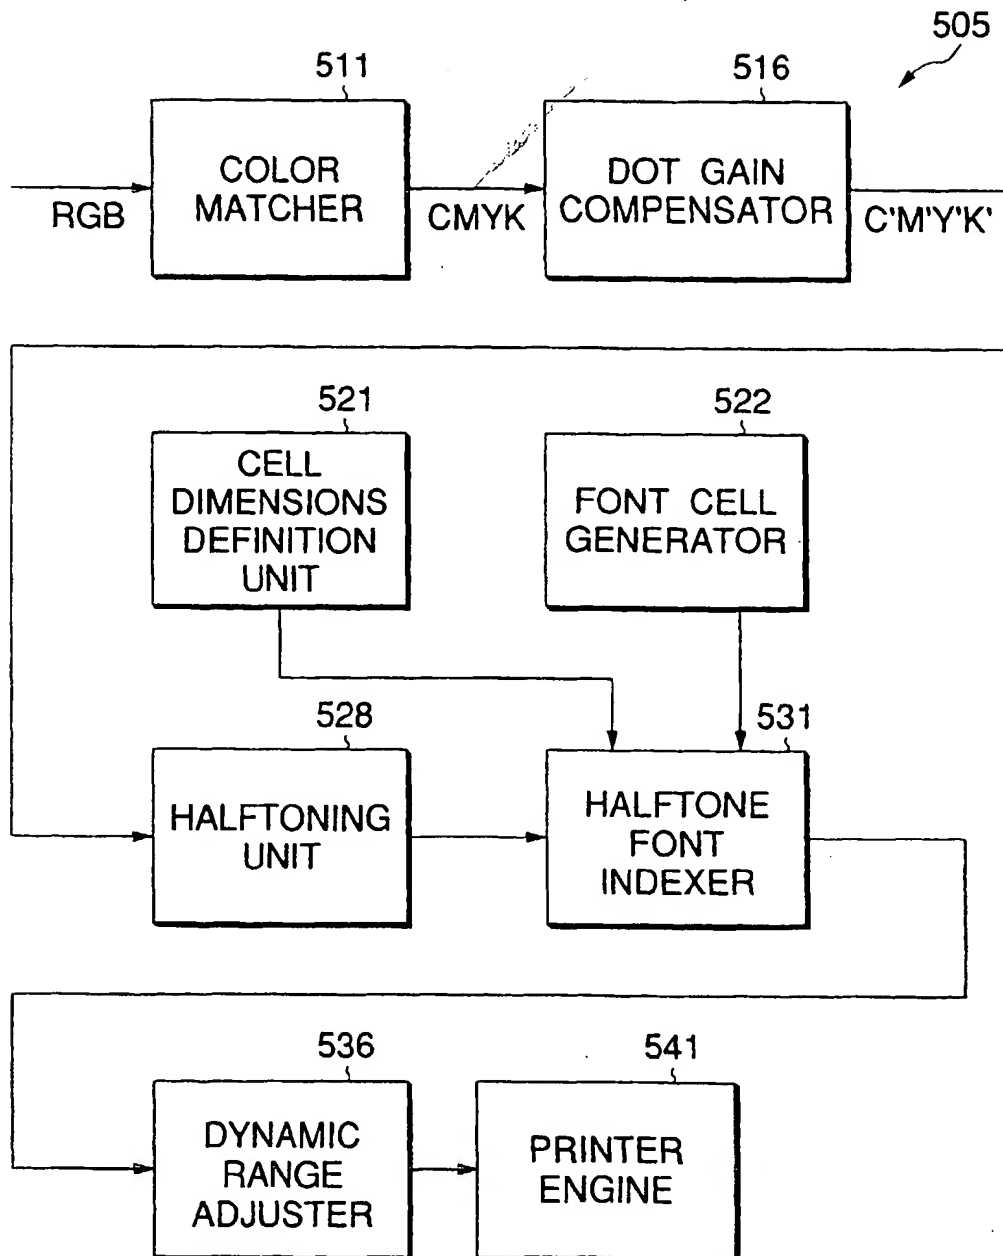 505
511
516
COLOR
MATCHER
DOT GAIN
COMPENSATOR
RGB
CMYK
C'M'Y'K'
521
522
CELL
DIMENSIONS
DEFINITION
UNIT
FONT CELL
GENERATOR
528
531
HALFTONING
UNIT
HALFTONE
FONT
INDEXER
536
541
DYNAMIC
RANGE
ADJUSTER
PRINTER
ENGINE